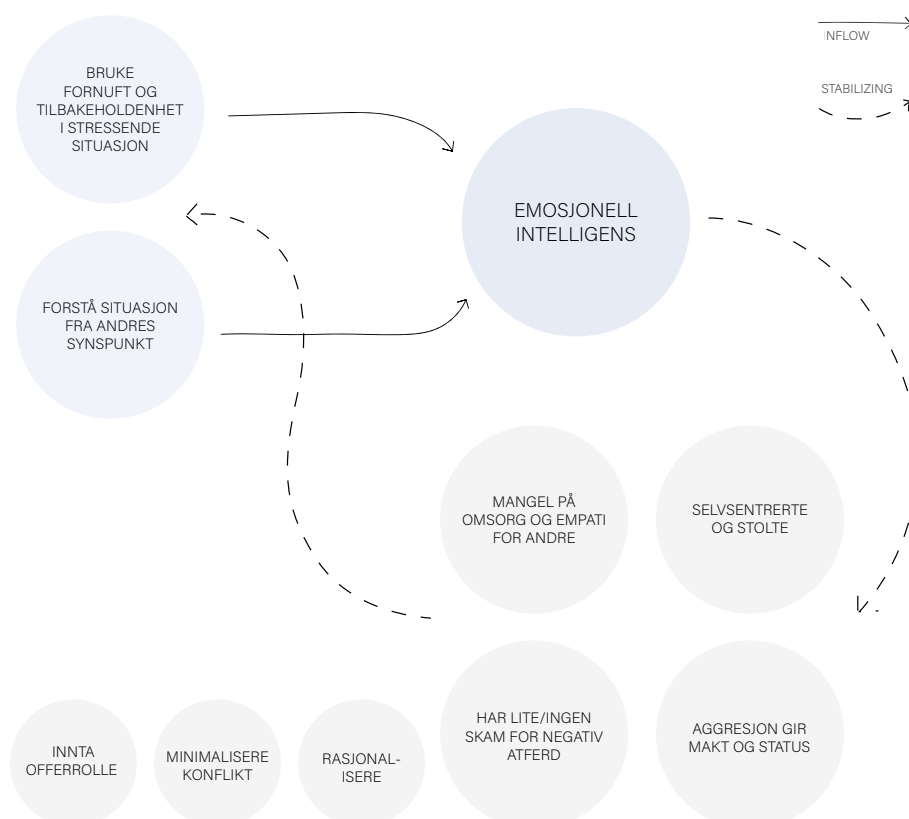 BRUKE
FORNUFT OG
TILBAKEHOLDENHET
I STRESSENDE
SITUASJON
INFLOW
STABILIZING
EMOSJONELL
INTELLIGENS
FORSTÅ SITUASJON
FRA ANDRES
SYNSPUNKT
MANGEL PÅ
OMSORG OG EMPATI
FOR ANDRE
SELVSENTRERTE
OG STOLTE
HAR LITE/INGEN
SKAM FOR NEGATIV
ATFERD
AGGRESJON GIR
MAKT OG STATUS
INNTA
OFFERROLLE
MINIMALISERE
KONFLIKT
RASJONAL-
ISERE